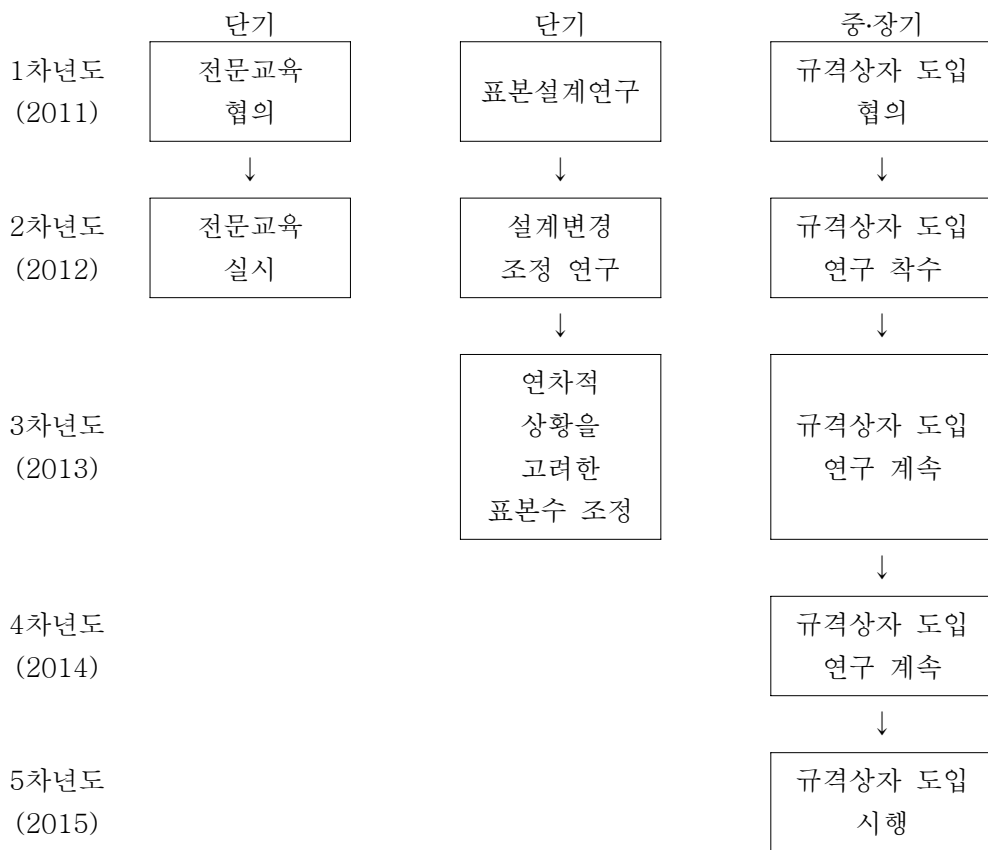 단기 단기 중·장기
1차년도 전문교육 표본설계연구 규격상자 도입
(2011) 협의 협의
↓ ↓ ↓
2차년도 전문교육 설계변경 규격상자 도입
(2012) 실시 조정 연구 연구 착수
↓ ↓
연차적
3차년도 상황을 규격상자 도입
(2013) 고려한 연구 계속
표본수 조정
↓
4차년도 규격상자 도입
(2014) 연구 계속
↓
5차년도 규격상자 도입
(2015) 시행